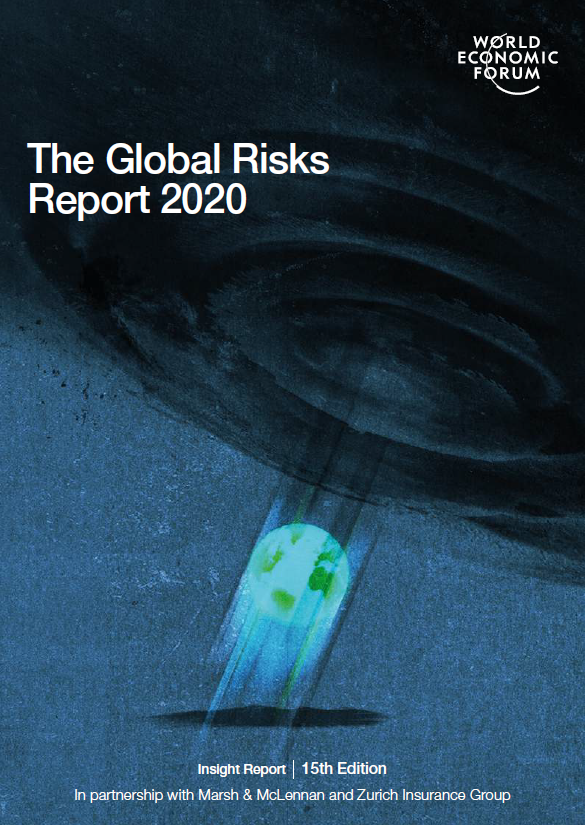 WORLD
ECONOMIC
FORUM
The Global Risks
Report 2020
Insight Report | 15th Edition
In partnership with Marsh & McLennan and Zurich Insurance Group